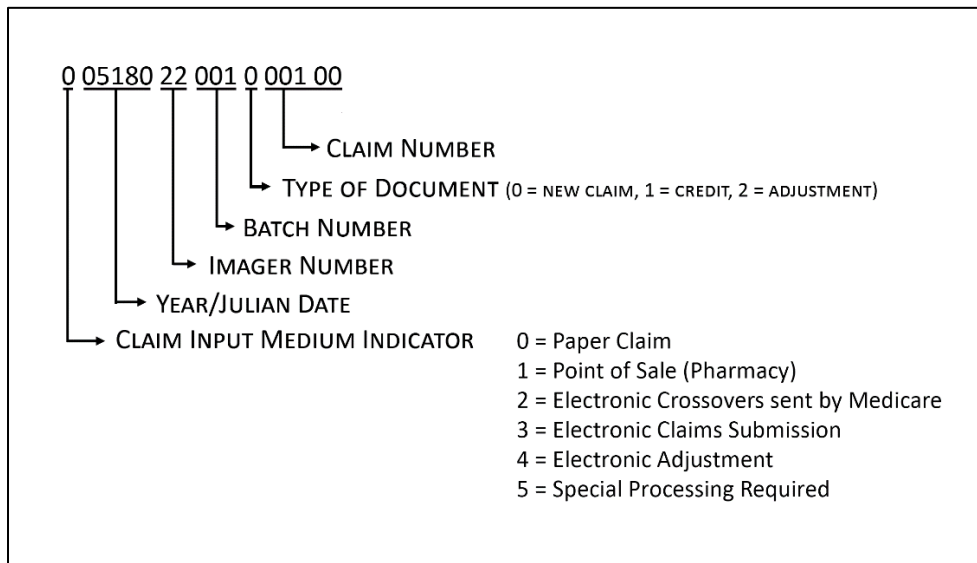 0 05180 22 001 0 001 00
CLAIM NUMBER
TYPE OF DOCUMENT (0 = NEW CLAIM, 1 = CREDIT, 2 = ADJUSTMENT)
BATCH NUMBER
IMAGER NUMBER
YEAR/JULIAN DATE
CLAIM INPUT MEDIUM INDICATOR
0 = Paper Claim
1 = Point of Sale (Pharmacy)
2 = Electronic Crossovers sent by Medicare
3 = Electronic Claims Submission
4 = Electronic Adjustment
5 = Special Processing Required